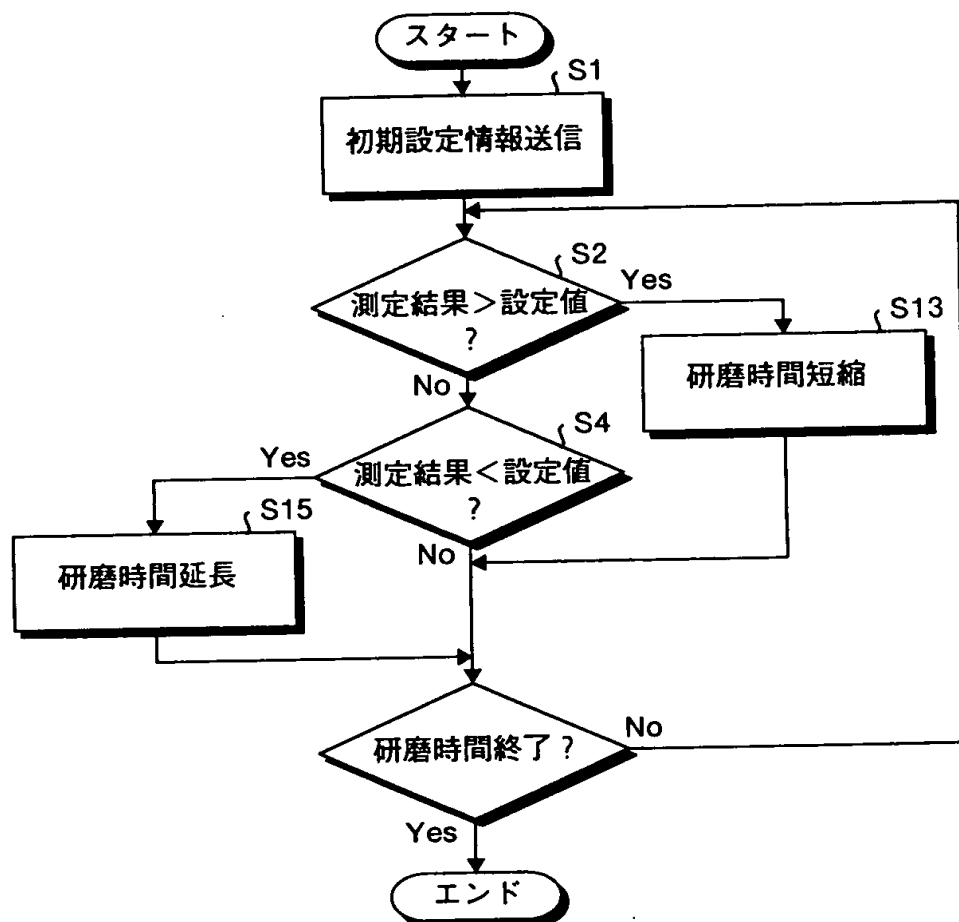 スタート
S1
初期設定情報送信
S2
測定結果＞設定値
?
Yes
No
S13
研磨時間短縮
S4
測定結果＜設定値
?
Yes
No
S15
研磨時間延長
研磨時間終了？
No
Yes
エンド